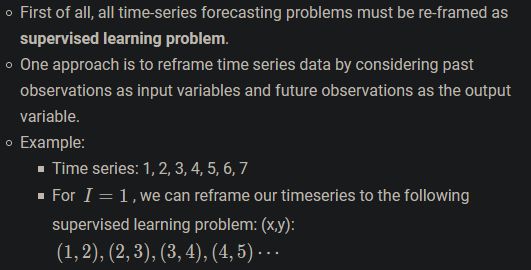 First of all, all time-series forecasting problems must be re-framed as
supervised learning problem.
One approach is to reframe time series data by considering past
observations as input variables and future observations as the output
variable.
Example:
Time series: 1, 2, 3, 4, 5, 6, 7
For I = 1, we can reframe our timeseries to the following
supervised learning problem: (x,y):
(1, 2), (2, 3), (3, 4), (4, 5) ⋯